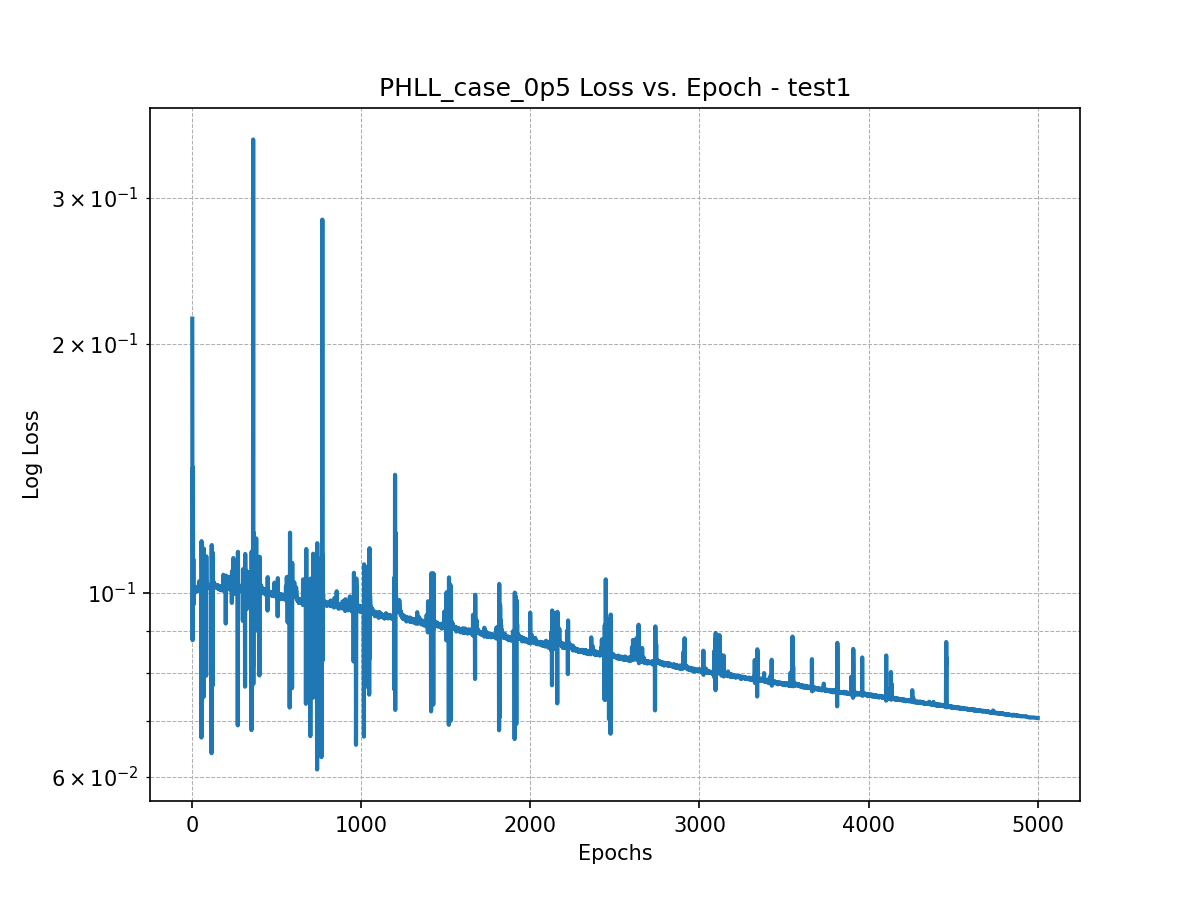 PHLL_case_0p5 Loss vs. Epoch - test1
Log Loss
3 × 10⁻¹
2 × 10⁻¹
10⁻¹
6 × 10⁻²
0 1000 2000 3000 4000 5000
Epochs